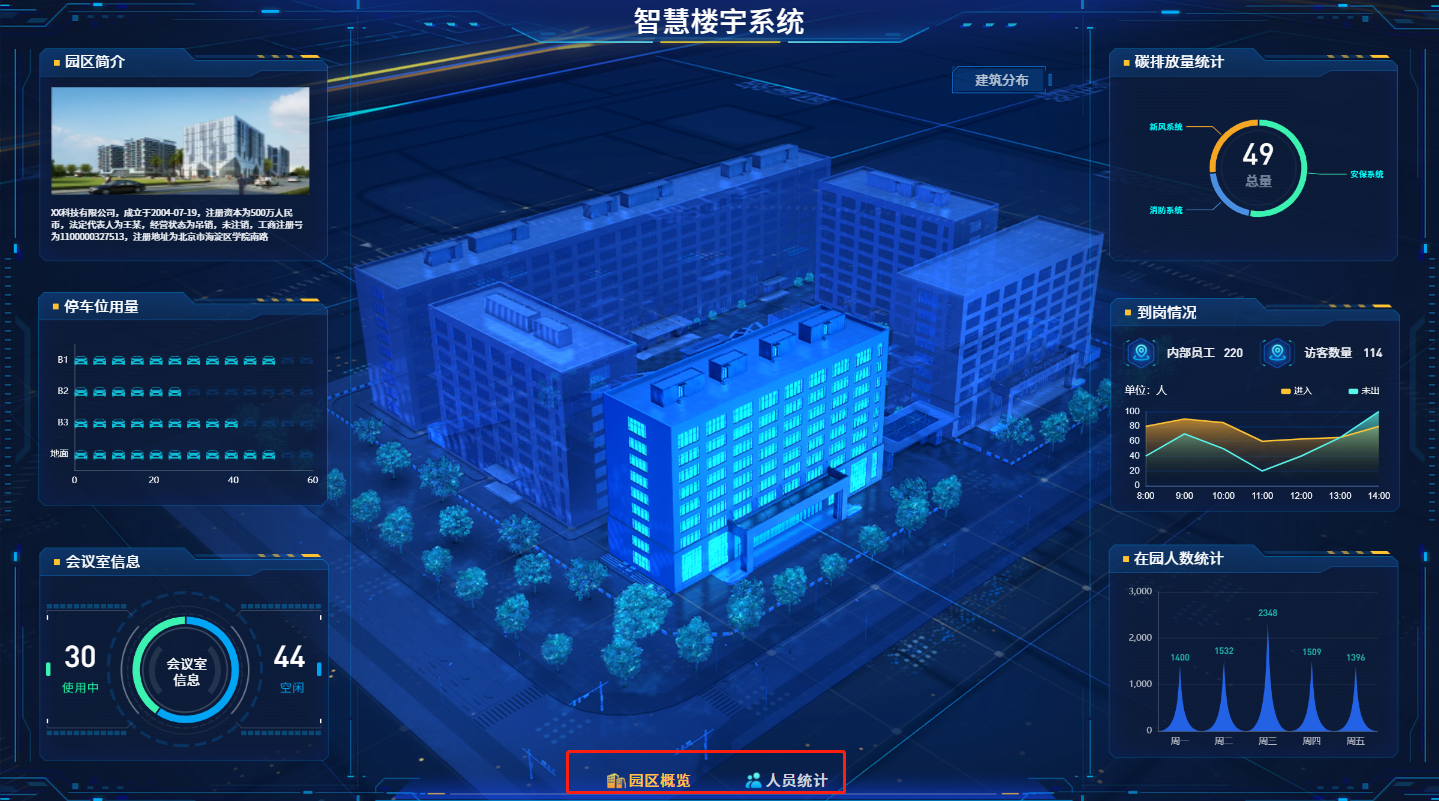 智慧楼宇系统
园区简介
XX科技有限公司，成立于2004-07-19，注册资本为500万人民
币，法定代表人为王某，经营状态为吊销，未注销，工商注册号
为1100000327513，注册地址为北京市海淀区学院南路
停车位用量
B1
B2
B3
地面
0 20 40 60
会议室信息
30
使用中
会议室
信息
44
空闲
建筑分布
园区概览
人员统计
碳排放量统计
新风系统
49
总量
安保系统
消防系统
到岗情况
内部员工 220
访客数量 114
单位：人
进入 未出
100
80
60
40
20
0
8:00 9:00 10:00 11:00 12:00 13:00 14:00
在园人数统计
3,000
2,000
1,000
0
1400
1532
2348
1509
1396
周一 周二 周三 周四 周五